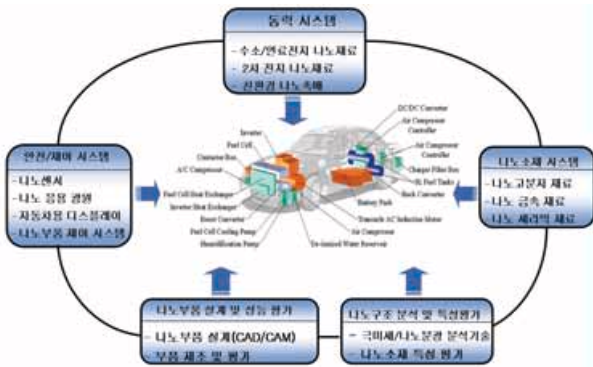 동력 시스템
- 수소/연료전지 나노재료
- 2차 전지 나노재료
- 친환경 나노촉매
안전/제어 시스템
- 나노센서
- 나노 응용 광원
- 자동차용 디스플레이
- 나노부품 제어 시스템
Inverter
Fuel Cell
Contactor Box
A/C Compressor
Fuel Cell Heat Exchanger
Inverter Heat Exchanger
Boost Converter
Fuel Cell Cooling Pump
Humidification Pump
DC/DC Converter
Air Compressor
Controller
Air Compressor
Controller
Charger Filter Box
H2 Fuel Tanks
Buck Converter
Battery Pack
Transaxle AC Induction Motor
Air Compressor
De-ionized Water Reservoir
나노소재 시스템
- 나노고분자 재료
- 나노 금속 재료
- 나노 세라믹 재료
나노부품 설계 및 성능 평가
- 나노부품 설계(CAD/CAM)
부품 제조 및 평가
나노구조 분석 및 특성평가
- 극미세/나노분광 분석기술
- 나노소재 특성 평가